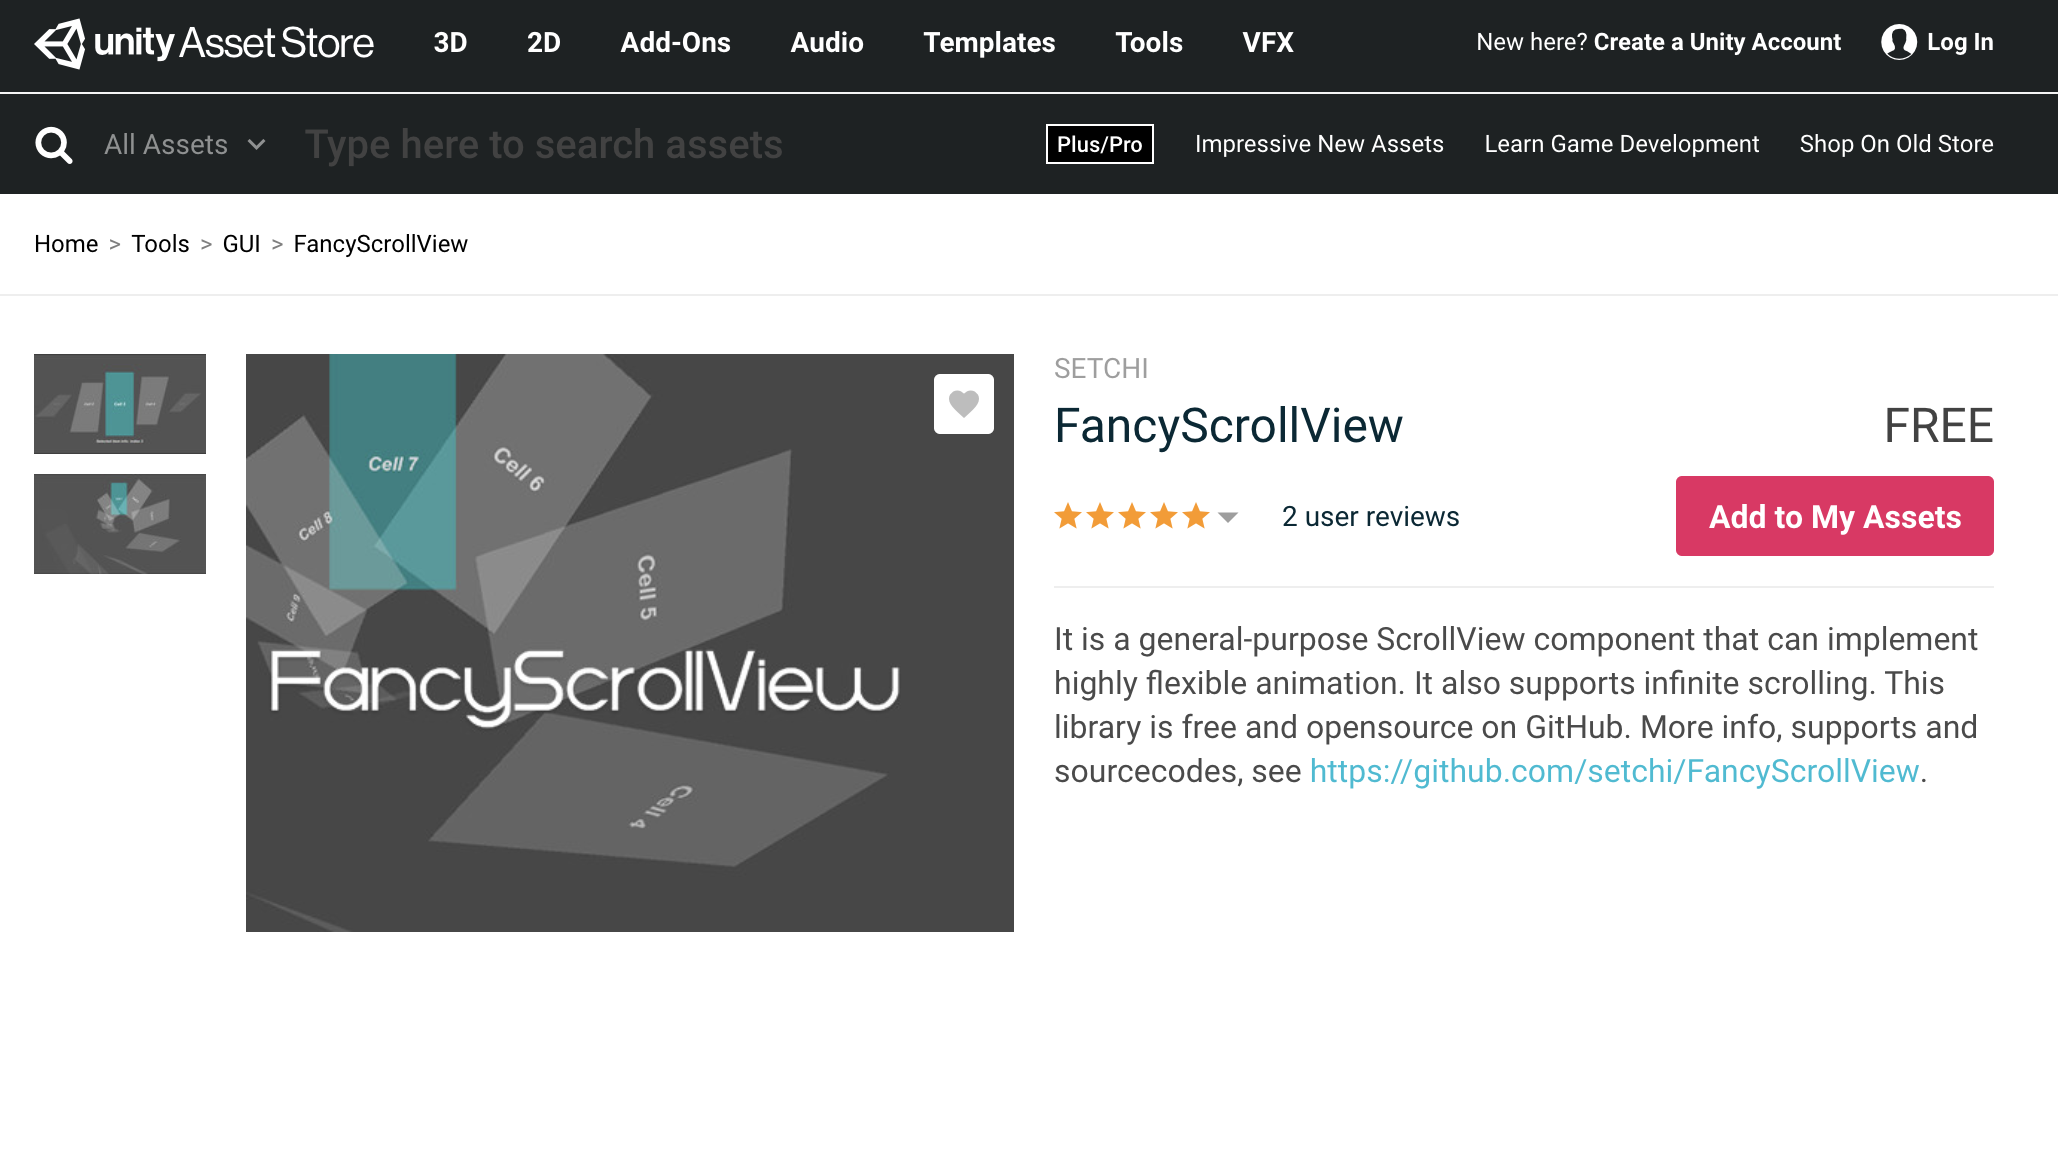 unity Asset Store
3D 2D Add-Ons Audio Templates Tools VFX
New here? Create a Unity Account Log In
All Assets
Type here to search assets
Plus/Pro Impressive New Assets Learn Game Development Shop On Old Store
Home > Tools > GUI > FancyScrollView
Cell 7
Cell 6
Cell 8
Cell 5
Cell 9
FancyScrollView
Cell 4
SETCHI
FancyScrollView
FREE
2 user reviews
Add to My Assets
It is a general-purpose ScrollView component that can implement
highly flexible animation. It also supports infinite scrolling. This
library is free and opensource on GitHub. More info, supports and
sourcecodes, see https://github.com/setchi/FancyScrollView.